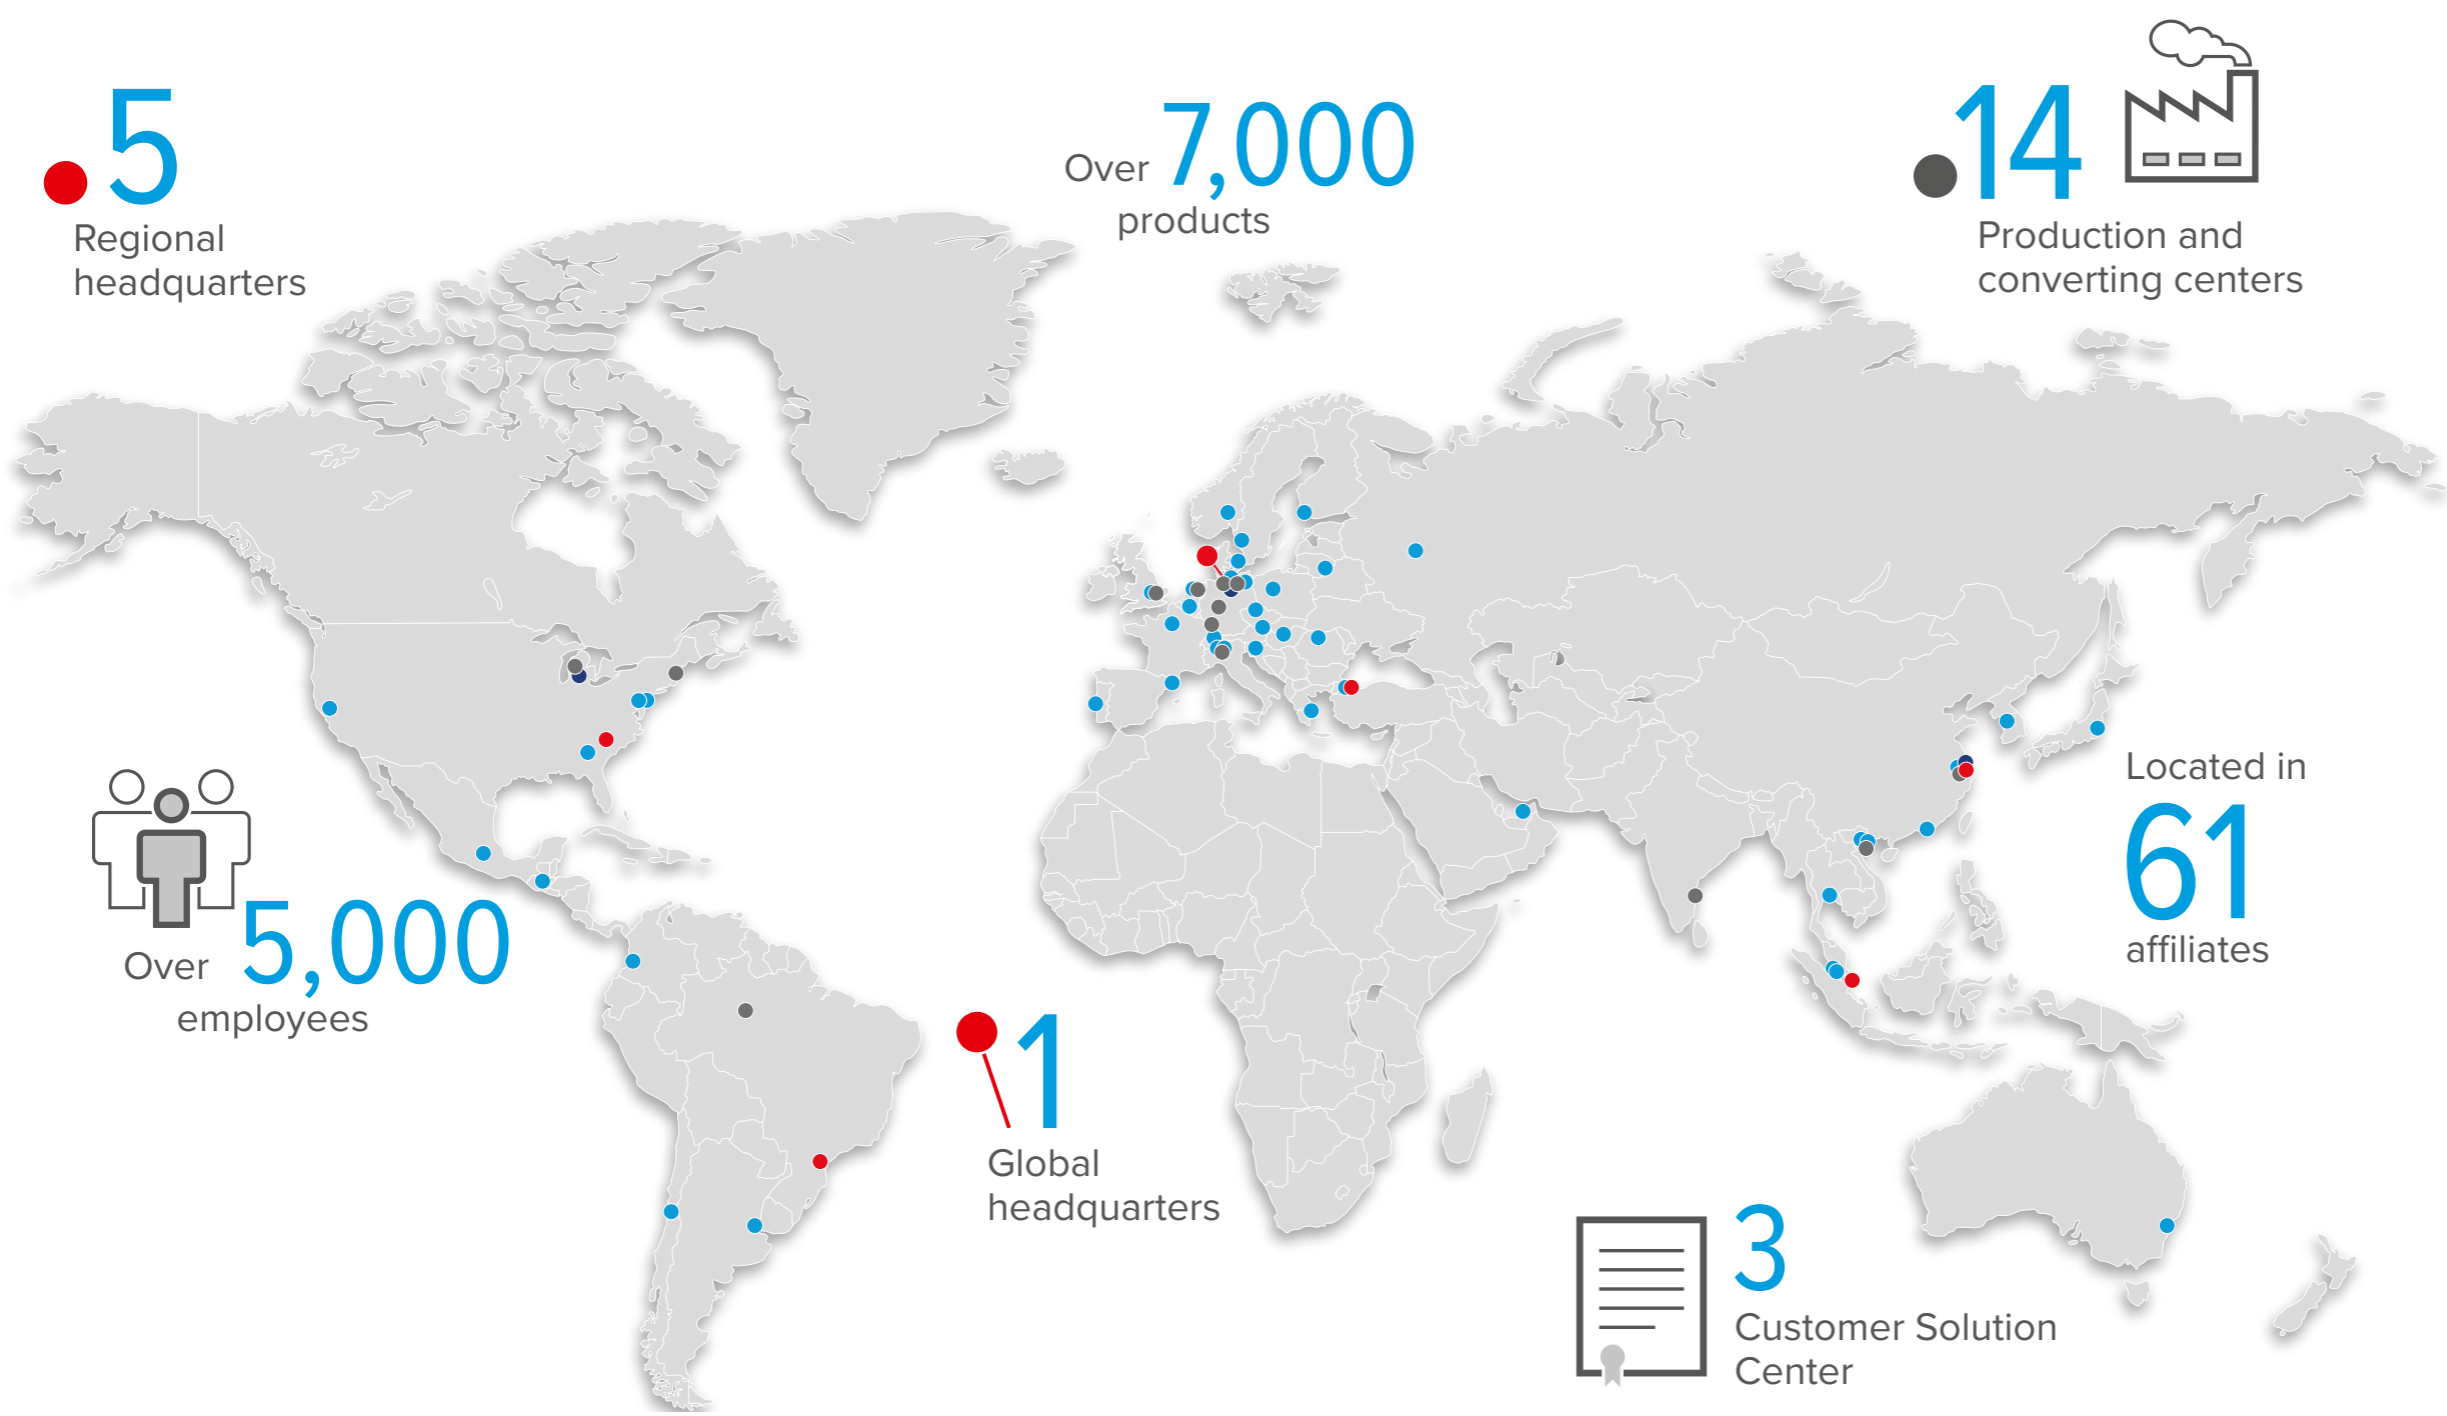 5
Regional
headquarters
Over 7,000
products
14
Production and
converting centers
Located in
61
affiliates
Over 5,000
employees
1
Global
headquarters
3
Customer Solution
Center